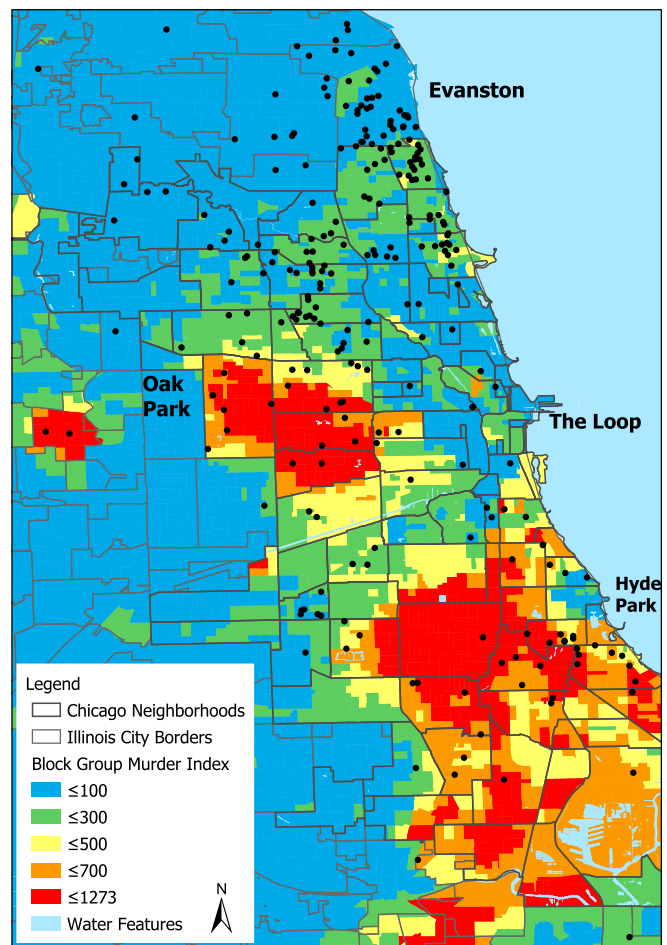 Evanston
Oak
Park
The Loop
Hyde
Park
Legend
Chicago Neighborhoods
Illinois City Borders
Block Group Murder Index
≤100
≤300
≤500
≤700
≤1273
Water Features
N